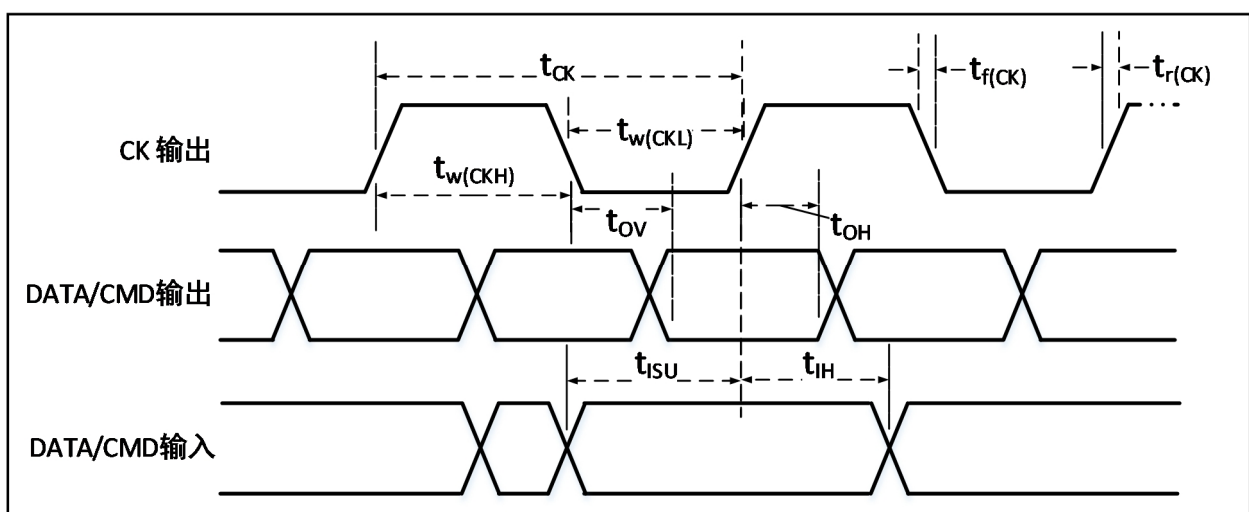 tCK
tf(CK)
tr(CK)
CK 输出
tw(CKL)
tw(CKH)
tOV
tOH
DATA/CMD输出
tISU
tIH
DATA/CMD输入